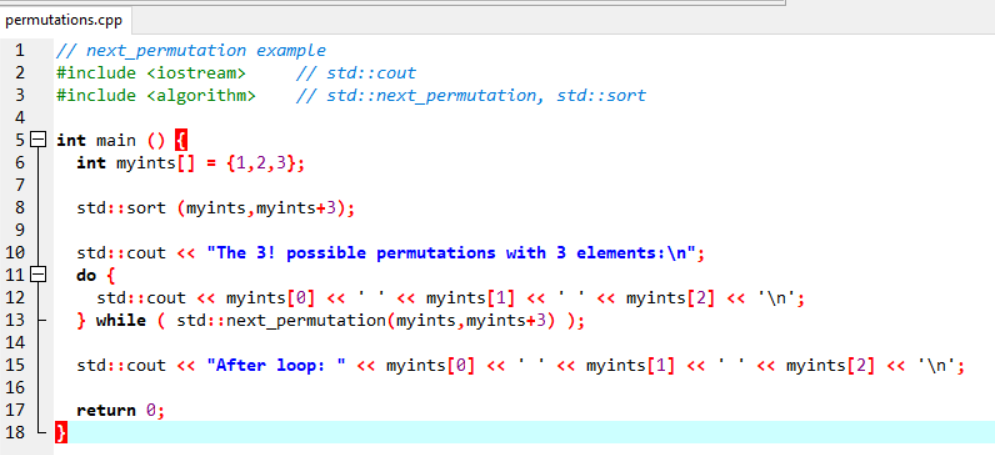 permutations.cpp
1 // next_permutation example
2 #include <iostream>     // std::cout
3 #include <algorithm>    // std::next_permutation, std::sort
4
5 int main () {
6   int myints[] = {1,2,3};
7
8   std::sort (myints,myints+3);
9
10   std::cout << "The 3! possible permutations with 3 elements:\n";
11   do {
12     std::cout << myints[0] << ' ' << myints[1] << ' ' << myints[2] << '\n';
13   } while ( std::next_permutation(myints,myints+3) );
14
15   std::cout << "After loop: " << myints[0] << ' ' << myints[1] << ' ' << myints[2] << '\n';
16
17   return 0;
18 }